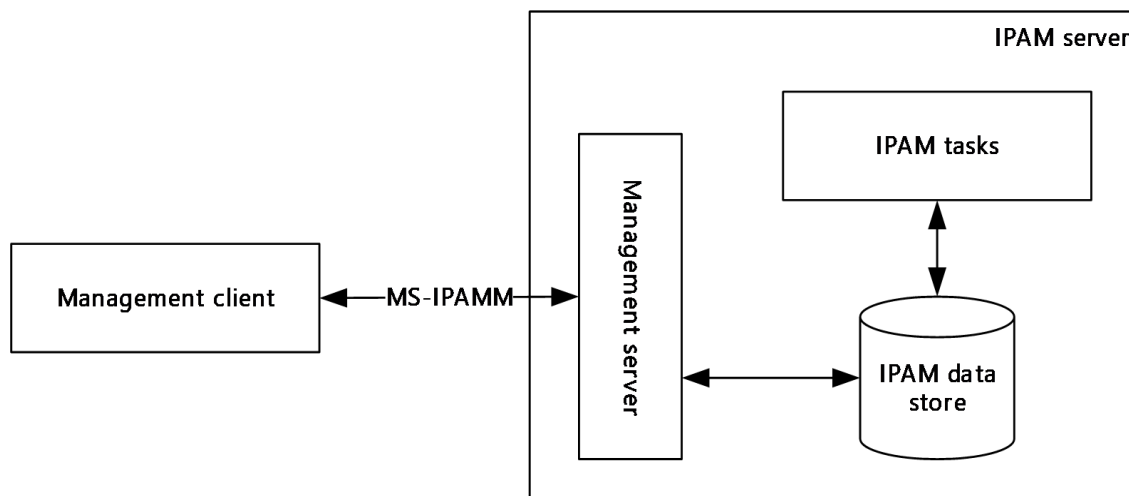 IPAM server
IPAM tasks
Management server
Management client
MS-IPAMM
IPAM data
store